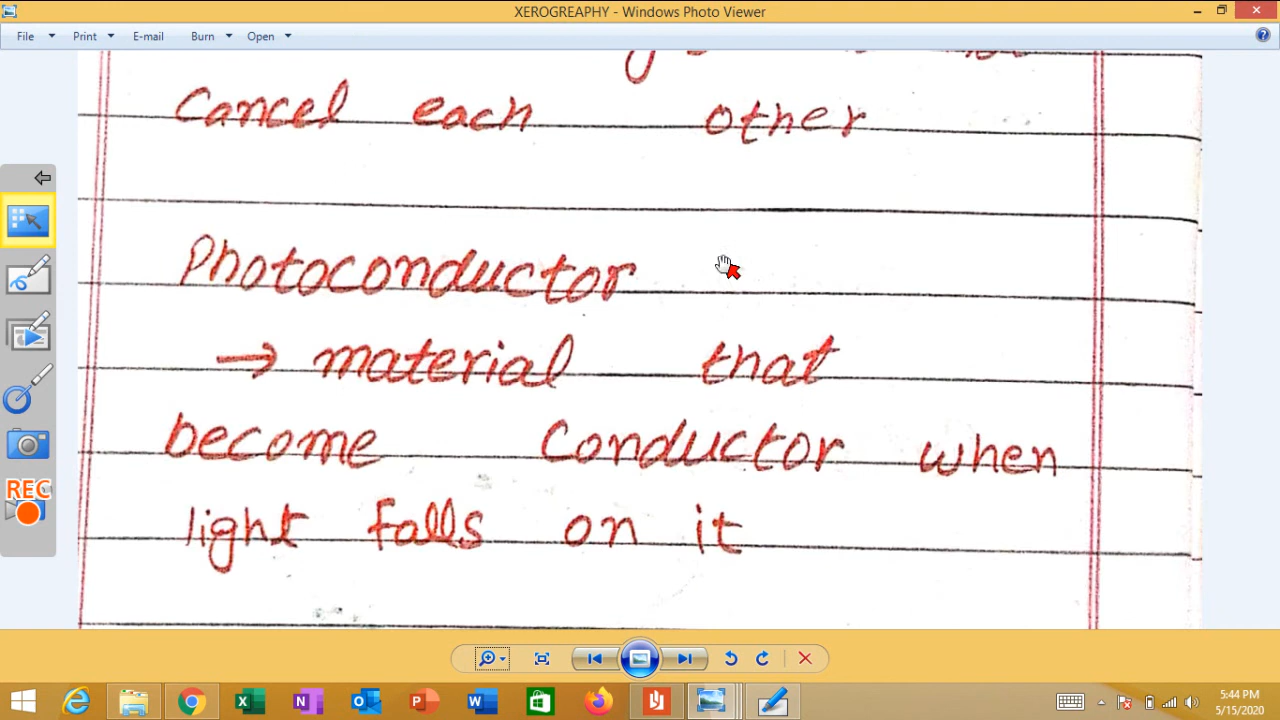 XEROGREAPHY - Windows Photo Viewer
File Print E-mail Burn Open
Cancel each other
Photoconductor
→ material that
become Conductor when
light falls on it
REC
5:44 PM
5/15/2020